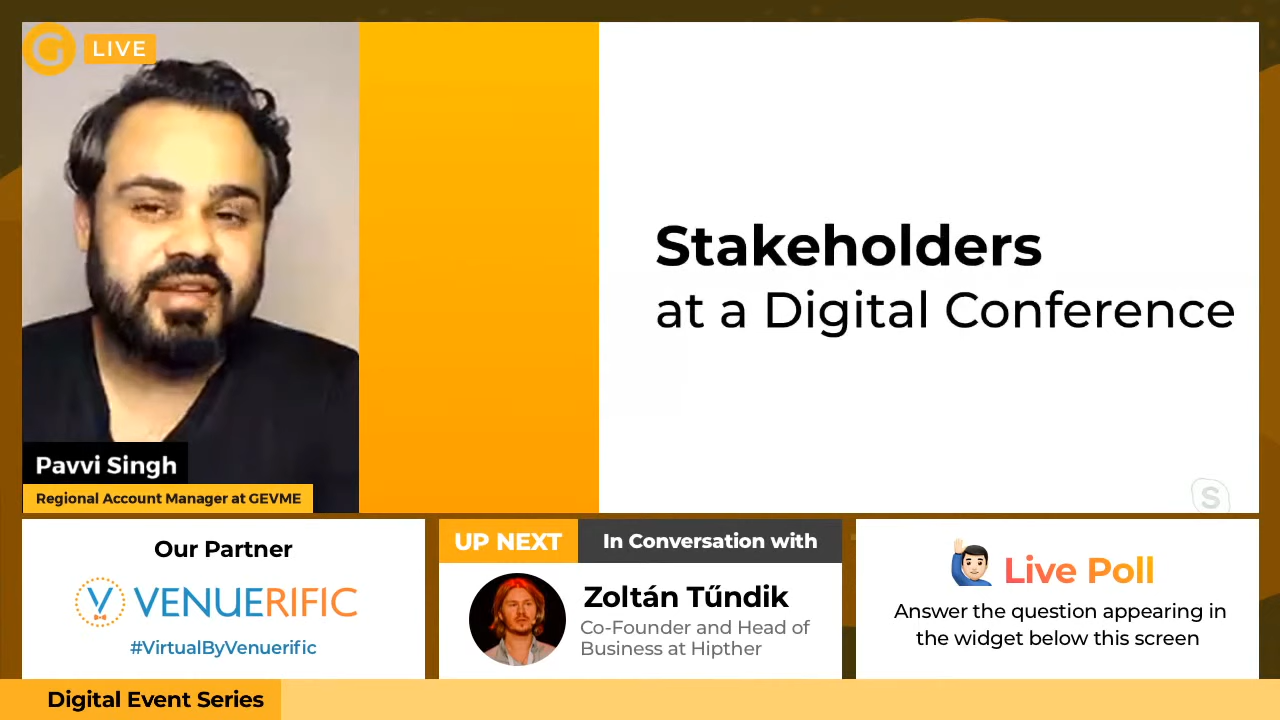 G LIVE
Stakeholders
at a Digital Conference
Pavvi Singh
Regional Account Manager at GEVME
S
Our Partner
VENUERIFIC
#VirtualByVenuerific
UP NEXT
In Conversation with
Zoltán Tűndik
Co-Founder and Head of
Business at Hipther
Live Poll
Answer the question appearing in
the widget below this screen
Digital Event Series